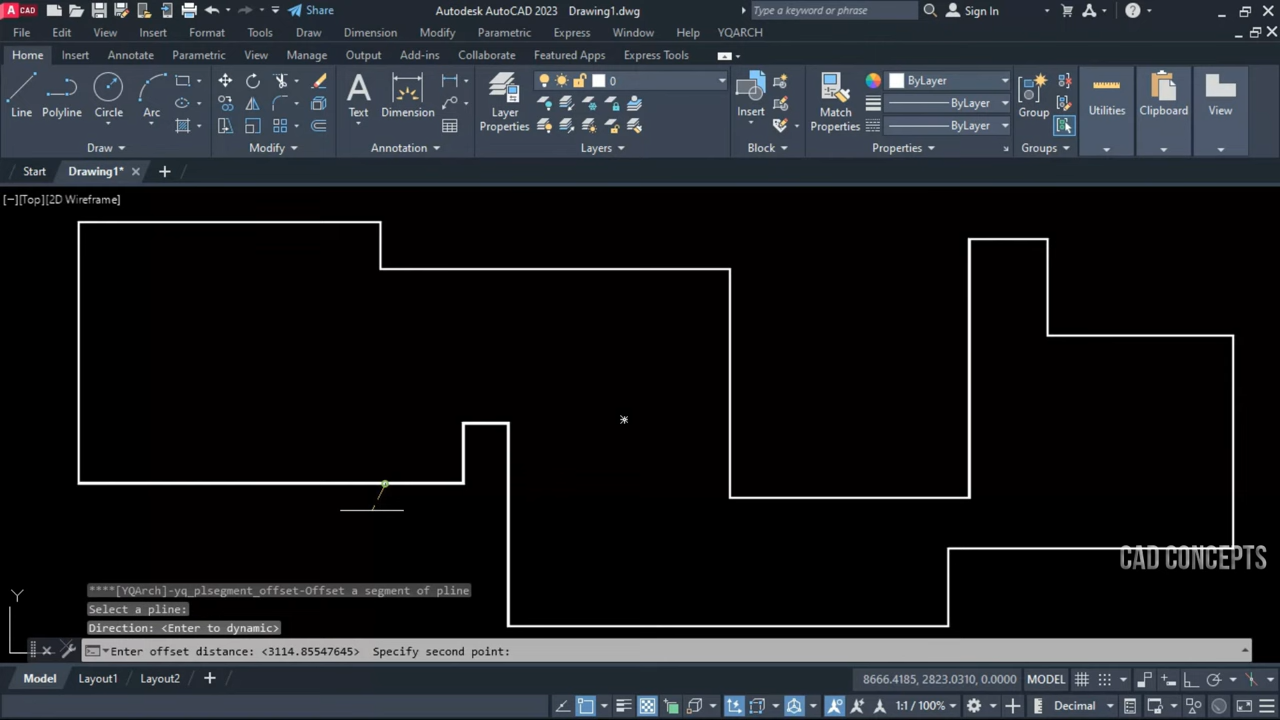 CAD Share Autodesk AutoCAD 2023 Drawing1.dwg Type a keyword or phrase Sign In
File Edit View Insert Format Tools Draw Dimension Modify Parametric Express Window Help YQARCH
Home Insert Annotate Parametric View Manage Output Add-ins Collaborate Featured Apps Express Tools
Line Polyline Circle Arc Text Dimension Layer Properties 0 Insert Match Properties ByLayer ByLayer ByLayer Group Utilities Clipboard View
Draw Modify Annotation Layers Block Properties Groups
Start Drawing1* 
[−][Top][2D Wireframe]
CAD CONCEPTS
Y
****[YQArch]-yq_plsegment_offset-Offset a segment of pline
Select a pline:
Direction: <Enter to dynamic>
Enter offset distance: <3114.85547645> Specify second point:
Model Layout1 Layout2 8666.4185, 2823.0310, 0.0000 MODEL
1:1 / 100% Decimal